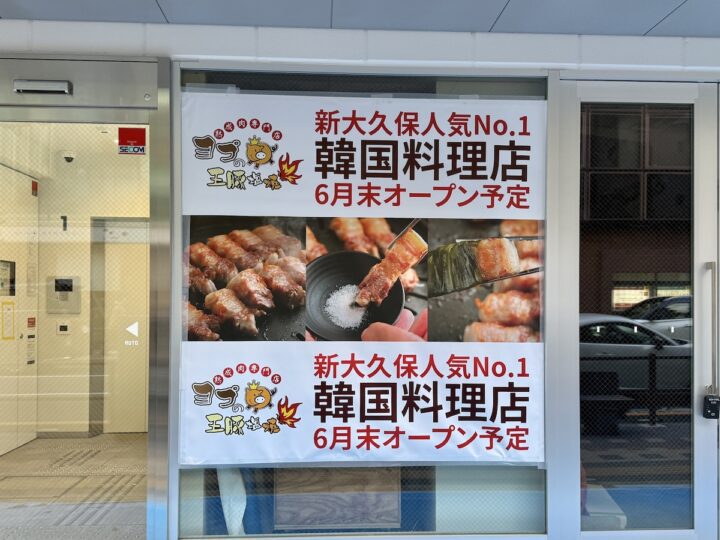 SECOM
1
AUTO
熟成肉専門店
ヨプの
王豚塩焼
新大久保人気No.1
韓国料理店
6月末オープン予定
熟成肉専門店
ヨプの
王豚塩焼
新大久保人気No.1
韓国料理店
6月末オープン予定